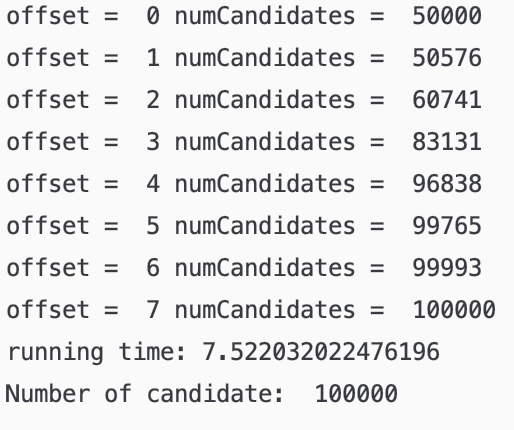 offset =  0 numCandidates =  50000
offset =  1 numCandidates =  50576
offset =  2 numCandidates =  60741
offset =  3 numCandidates =  83131
offset =  4 numCandidates =  96838
offset =  5 numCandidates =  99765
offset =  6 numCandidates =  99993
offset =  7 numCandidates =  100000
running time: 7.522032022476196
Number of candidate:  100000